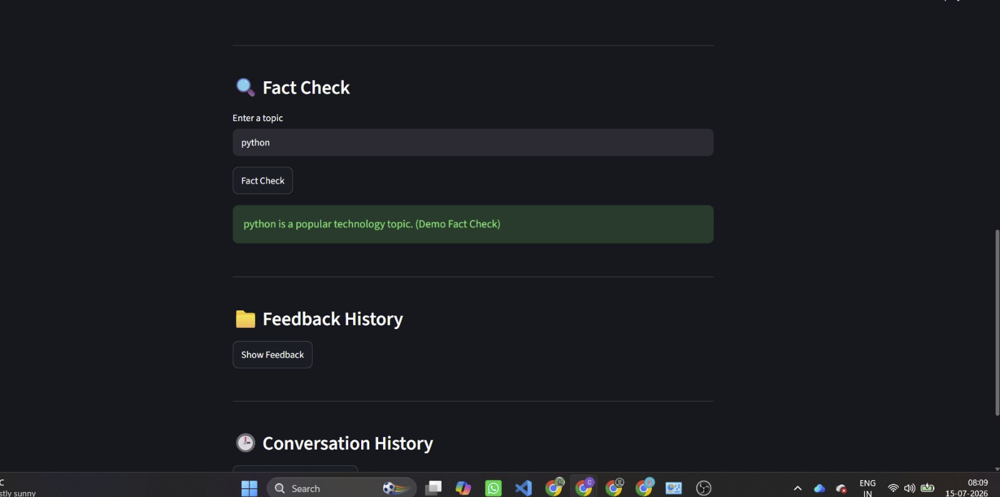 Fact Check
Enter a topic
python
Fact Check
python is a popular technology topic. (Demo Fact Check)
Feedback History
Show Feedback
Conversation History
C
stly sunny
Search
ENG
IN
08:09
15-07-2026